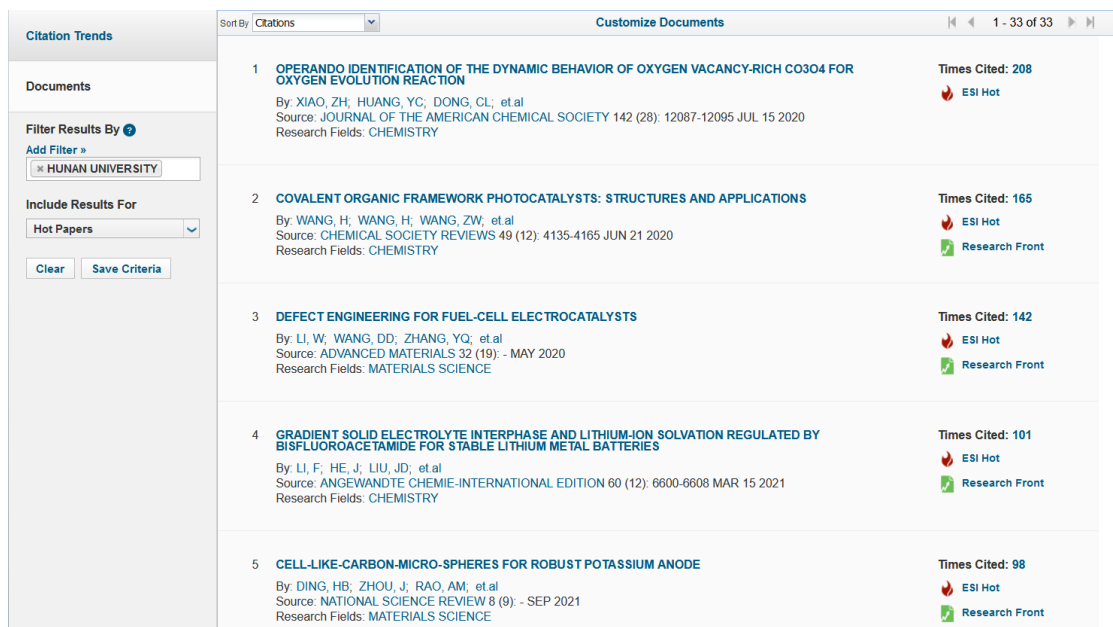 Citation Trends
Documents
Filter Results By ?
Add Filter »
× HUNAN UNIVERSITY
Include Results For
Hot Papers
Clear Save Criteria
Sort By Citations Customize Documents 1 - 33 of 33
1 OPERANDO IDENTIFICATION OF THE DYNAMIC BEHAVIOR OF OXYGEN VACANCY-RICH CO3O4 FOR
OXYGEN EVOLUTION REACTION
By: XIAO, ZH; HUANG, YC; DONG, CL; et.al
Source: JOURNAL OF THE AMERICAN CHEMICAL SOCIETY 142 (28): 12087-12095 JUL 15 2020
Research Fields: CHEMISTRY
Times Cited: 208
ESI Hot
2 COVALENT ORGANIC FRAMEWORK PHOTOCATALYSTS: STRUCTURES AND APPLICATIONS
By: WANG, H; WANG, H; WANG, ZW; et.al
Source: CHEMICAL SOCIETY REVIEWS 49 (12): 4135-4165 JUN 21 2020
Research Fields: CHEMISTRY
Times Cited: 165
ESI Hot
Research Front
3 DEFECT ENGINEERING FOR FUEL-CELL ELECTROCATALYSTS
By: LI, W; WANG, DD; ZHANG, YQ; et.al
Source: ADVANCED MATERIALS 32 (19): - MAY 2020
Research Fields: MATERIALS SCIENCE
Times Cited: 142
ESI Hot
Research Front
4 GRADIENT SOLID ELECTROLYTE INTERPHASE AND LITHIUM-ION SOLVATION REGULATED BY
BISFLUOROACETAMIDE FOR STABLE LITHIUM METAL BATTERIES
By: LI, F; HE, J; LIU, JD; et.al
Source: ANGEWANDTE CHEMIE-INTERNATIONAL EDITION 60 (12): 6600-6608 MAR 15 2021
Research Fields: CHEMISTRY
Times Cited: 101
ESI Hot
Research Front
5 CELL-LIKE-CARBON-MICRO-SPHERES FOR ROBUST POTASSIUM ANODE
By: DING, HB; ZHOU, J; RAO, AM; et.al
Source: NATIONAL SCIENCE REVIEW 8 (9): - SEP 2021
Research Fields: MATERIALS SCIENCE
Times Cited: 98
ESI Hot
Research Front